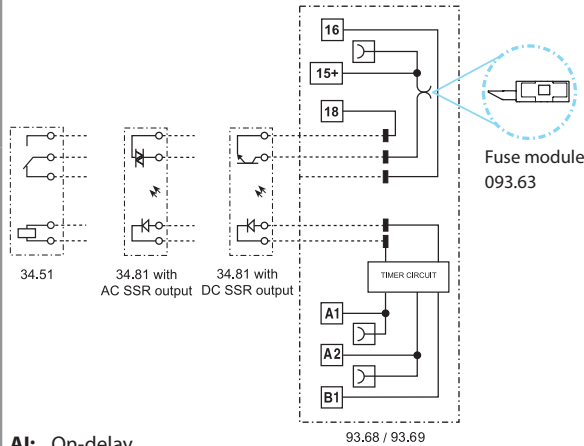 16
15+
18
Fuse module
093.63
34.51
34.81 with
AC SSR output
34.81 with
DC SSR output
TIMER CIRCUIT
A1
A2
B1
93.68 / 93.69
AI: On-delay